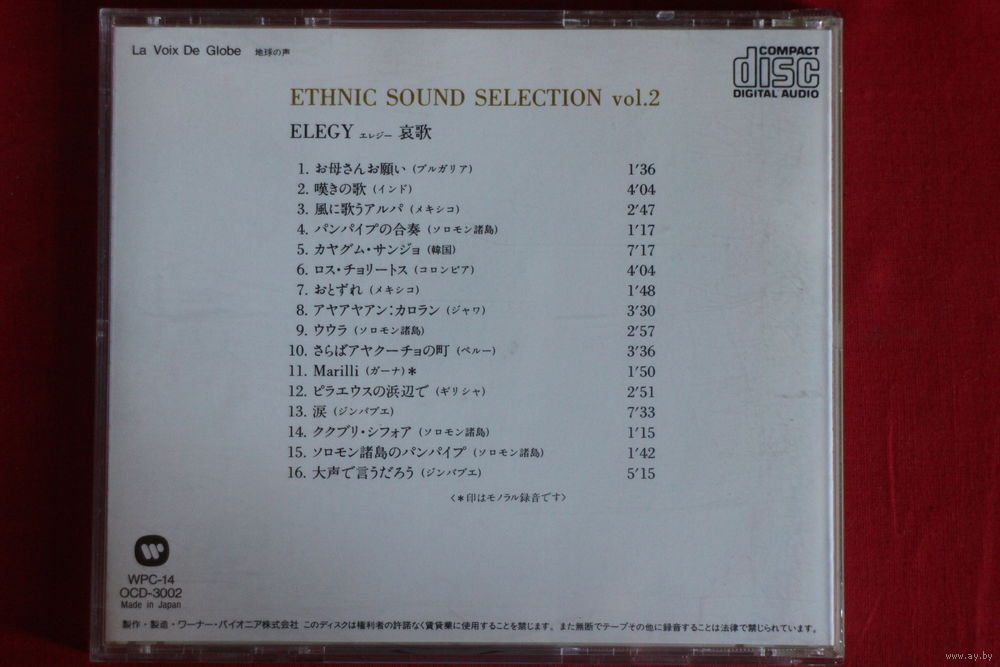 La Voix De Globe 地球の声
COMPACT
disc
DIGITAL AUDIO
ETHNIC SOUND SELECTION vol.2
ELEGY エレジー 哀歌
1. お母さんお願い (ブルガリア) 1'36
2. 嘆きの歌 (インド) 4'04
3. 風に歌うアルパ (メキシコ) 2'47
4. パンパイプの合奏 (ソロモン諸島) 1'17
5. カヤグム・サンジョ (韓国) 7'17
6. ロス・チョリートス (コロンビア) 4'04
7. おとずれ (メキシコ) 1'48
8. アヤアヤアン:カロラン (ジャワ) 3'30
9. ウウラ (ソロモン諸島) 2'57
10. さらばアヤクーチョの町 (ペルー) 3'36
11. Marilli (ガーナ)* 1'50
12. ピラエウスの浜辺で (ギリシャ) 2'51
13. 涙 (ジンバブエ) 7'33
14. ククブリ・シフォア (ソロモン諸島) 1'15
15. ソロモン諸島のパンパイプ (ソロモン諸島) 1'42
16. 大声で言うだろう (ジンバブエ) 5'15
〈*印はモノラル録音です〉
WPC-14
OCD-3002
Made in Japan
製作・製造・ワーナー・パイオニア株式会社 このディスクは権利者の許諾なく賃貸業に使用することを禁じます。また無断でテープその他に録音することは法律で禁じられています。
www.ay.by